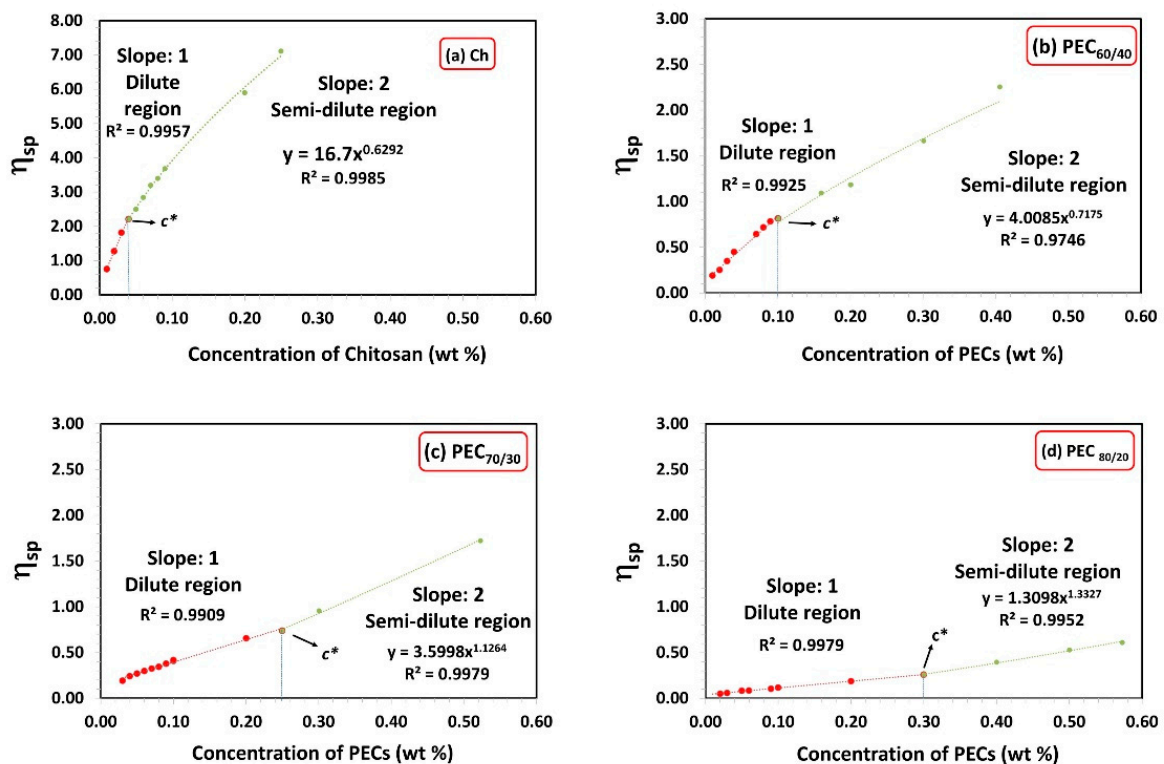 (a) Ch
8.00
7.00
6.00
5.00
4.00
3.00
2.00
1.00
0.00
ηsp
Slope: 1
Dilute
region
R² = 0.9957
Slope: 2
Semi-dilute region
y = 16.7x^0.6292
R² = 0.9985
c*
0.00 0.10 0.20 0.30 0.40 0.50 0.60
Concentration of Chitosan (wt %)
(b) PEC60/40
3.00
2.50
2.00
1.50
1.00
0.50
0.00
ηsp
Slope: 1
Dilute region
R² = 0.9925
Slope: 2
Semi-dilute region
y = 4.0085x^0.7175
R² = 0.9746
c*
0.00 0.10 0.20 0.30 0.40 0.50 0.60
Concentration of PECs (wt %)
(c) PEC70/30
3.00
2.50
2.00
1.50
1.00
0.50
0.00
ηsp
Slope: 1
Dilute region
R² = 0.9909
Slope: 2
Semi-dilute region
y = 3.5998x^1.1264
R² = 0.9979
c*
0.00 0.10 0.20 0.30 0.40 0.50 0.60
Concentration of PECs (wt %)
(d) PEC 80/20
3.00
2.50
2.00
1.50
1.00
0.50
0.00
ηsp
Slope: 1
Dilute region
R² = 0.9979
Slope: 2
Semi-dilute region
y = 1.3098x^1.3327
R² = 0.9952
c*
0.00 0.10 0.20 0.30 0.40 0.50 0.60
Concentration of PECs (wt %)